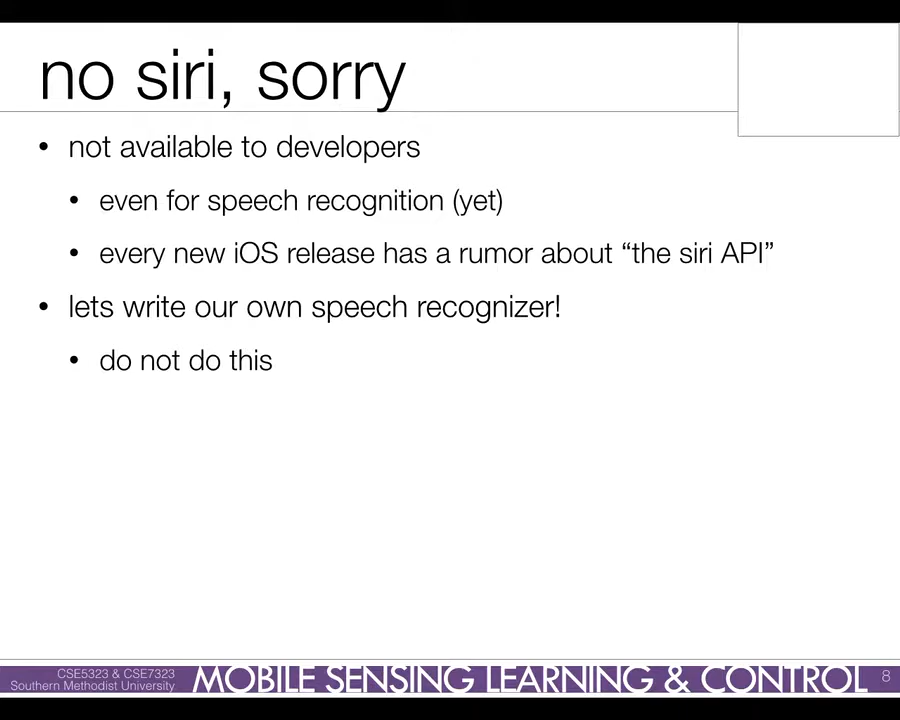 no siri, sorry
• not available to developers
• even for speech recognition (yet)
• every new iOS release has a rumor about “the siri API”
• lets write our own speech recognizer!
• do not do this
CSE5323 & CSE7323
Southern Methodist University
MOBILE SENSING LEARNING & CONTROL
8